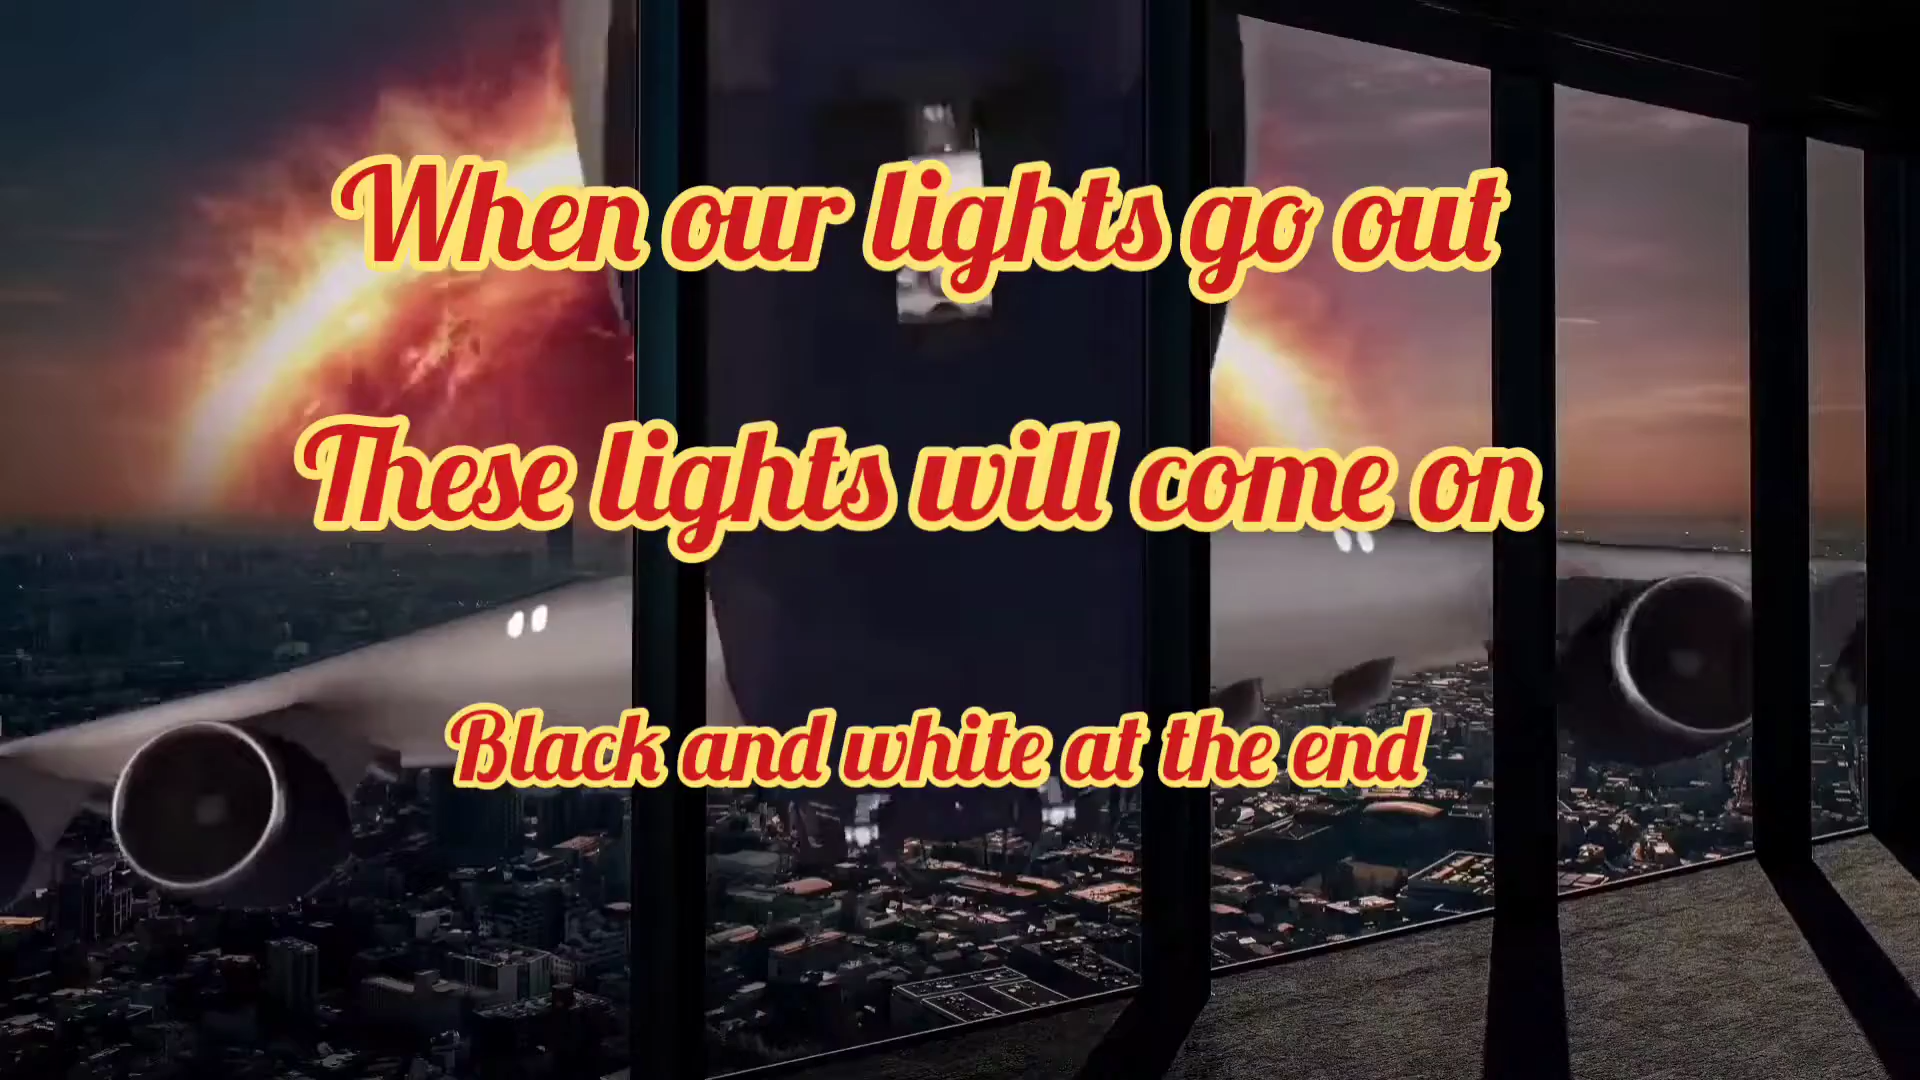 When our lights go out
These lights will come on
Black and white at the end